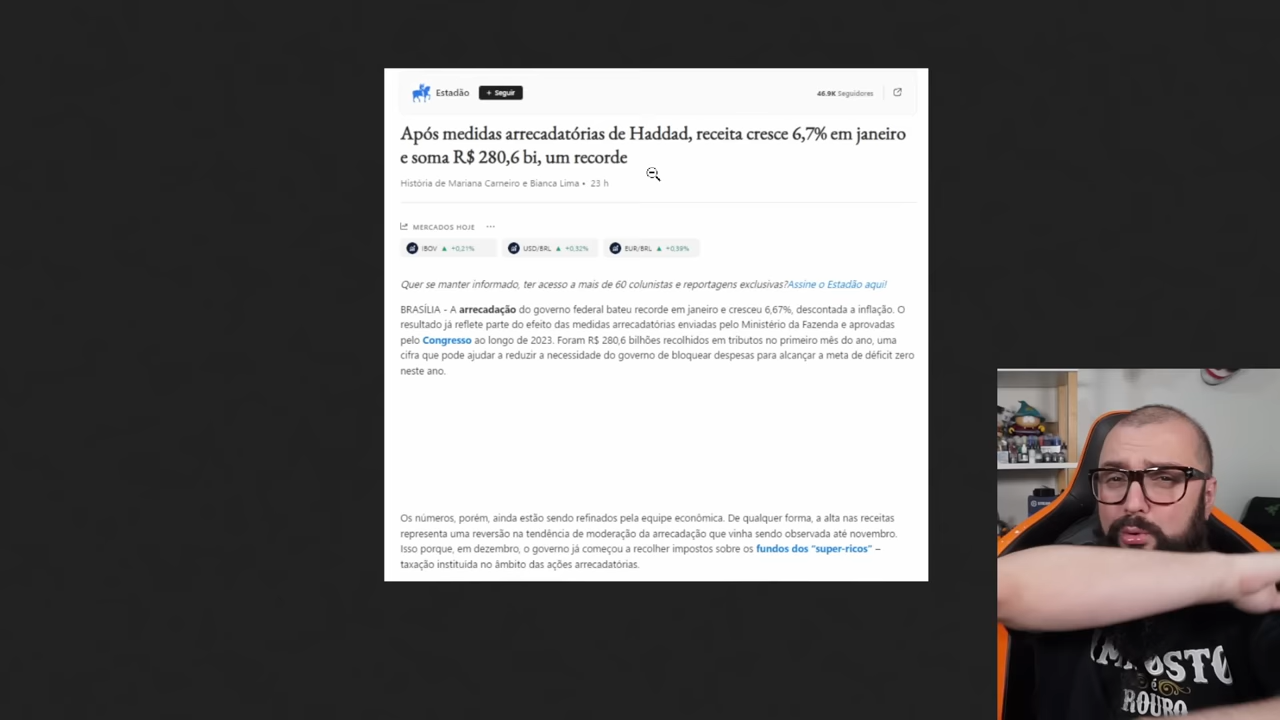 Estadão
+ Seguir
46.9K Seguidores
Após medidas arrecadatórias de Haddad, receita cresce 6,7% em janeiro
e soma R$ 280,6 bi, um recorde
História de Mariana Carneiro e Bianca Lima • 23 h
MERCADOS HOJE ...
IBOV ▲ +0,21%
USD/BRL ▲ +0,32%
EUR/BRL ▲ +0,39%
Quer se manter informado, ter acesso a mais de 60 colunistas e reportagens exclusivas?Assine o Estadão aqui!
BRASÍLIA - A arrecadação do governo federal bateu recorde em janeiro e cresceu 6,67%, descontada a inflação. O
resultado já reflete parte do efeito das medidas arrecadatórias enviadas pelo Ministério da Fazenda e aprovadas
pelo Congresso ao longo de 2023. Foram R$ 280,6 bilhões recolhidos em tributos no primeiro mês do ano, uma
cifra que pode ajudar a reduzir a necessidade do governo de bloquear despesas para alcançar a meta de déficit zero
neste ano.
Os números, porém, ainda estão sendo refinados pela equipe econômica. De qualquer forma, a alta nas receitas
representa uma reversão na tendência de moderação da arrecadação que vinha sendo observada até novembro.
Isso porque, em dezembro, o governo já começou a recolher impostos sobre os fundos dos "super-ricos" –
taxação instituída no âmbito das ações arrecadatórias.
IMPOSTO
é
ROUBO